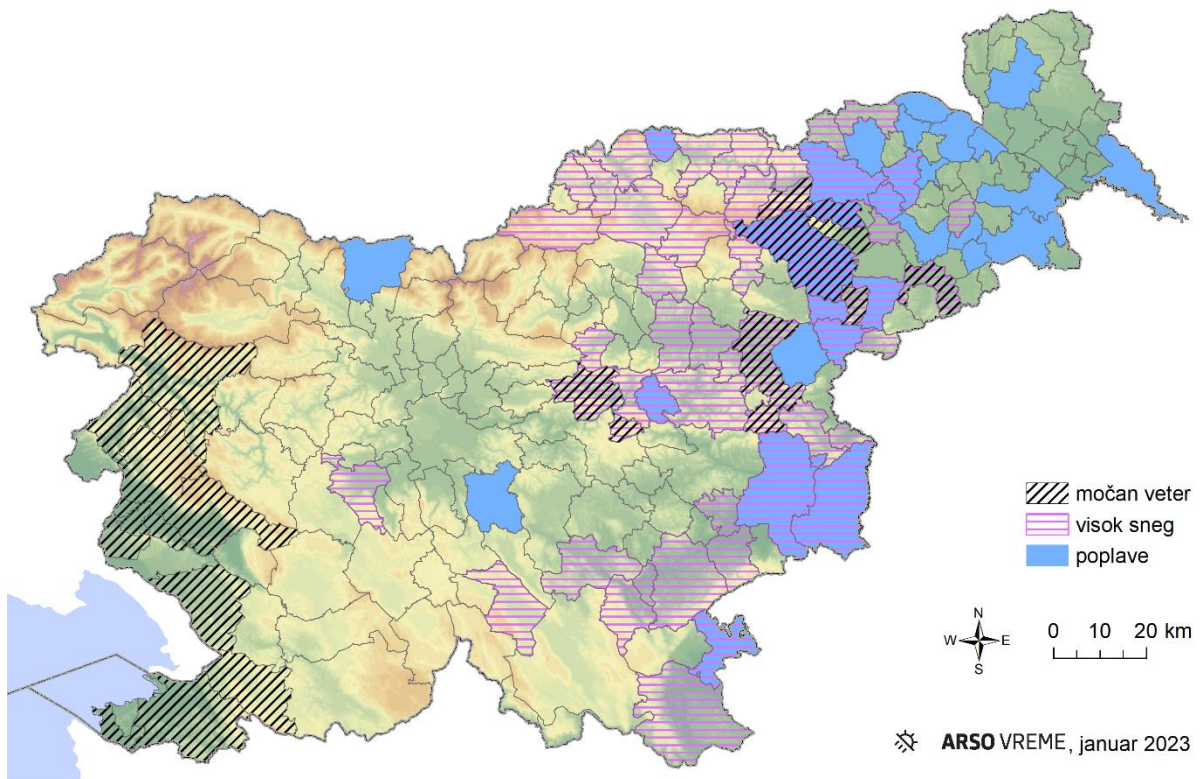 močan veter
visok sneg
poplave
N
W E
S
0 10 20 km
ARSO VREME, januar 2023